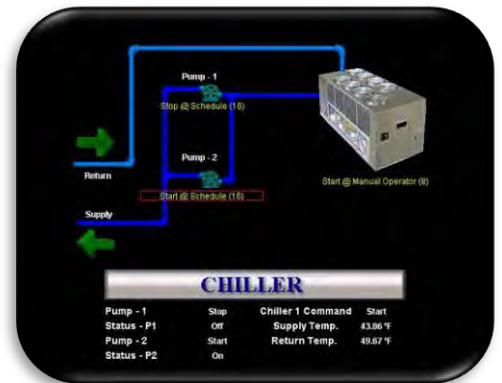 Pump - 1
Stop @ Schedule (16)
Pump - 2
Return
Start @ Manual Operator (8)
Start @ Schedule (16)
Supply
CHILLER
Pump - 1 Stop Chiller 1 Command Start
Status - P1 Off Supply Temp. 43.86 °F
Pump - 2 Start Return Temp. 49.67 °F
Status - P2 On